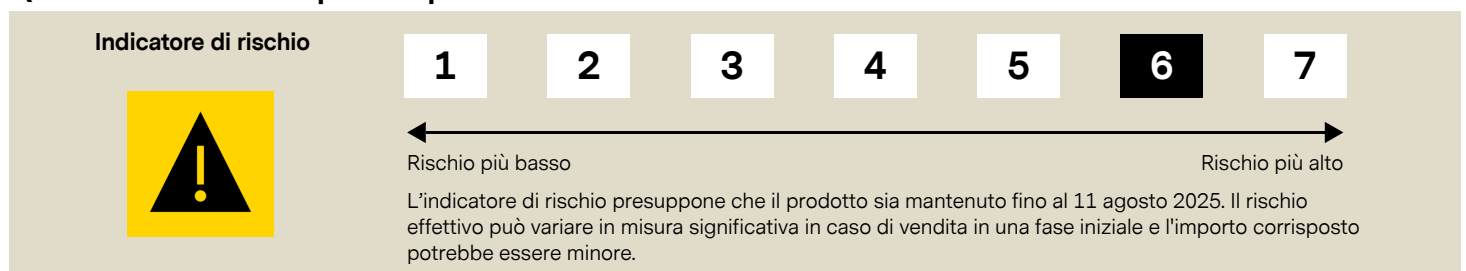 Indicatore di rischio
1 2 3 4 5 6 7
Rischio più basso Rischio più alto
L'indicatore di rischio presuppone che il prodotto sia mantenuto fino al 11 agosto 2025. Il rischio
effettivo può variare in misura significativa in caso di vendita in una fase iniziale e l'importo corrisposto
potrebbe essere minore.